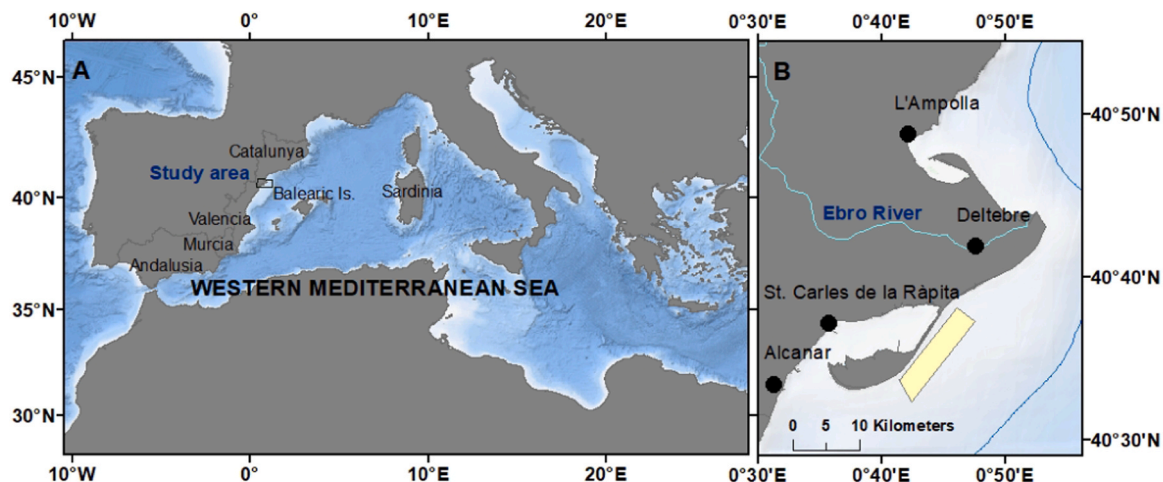 10°W 0° 10°E 20°E 0°30'E 0°40'E 0°50'E
A
B
45°N
40°N
35°N
30°N
Catalunya
Study area
Balearic Is.
Sardinia
Valencia
Murcia
Andalusia
WESTERN MEDITERRANEAN SEA
L'Ampolla
40°50'N
Ebro River
Deltebre
40°40'N
St. Carles de la Ràpita
Alcanar
0 5 10 Kilometers
40°30'N
10°W 0° 10°E 20°E 0°30'E 0°40'E 0°50'E